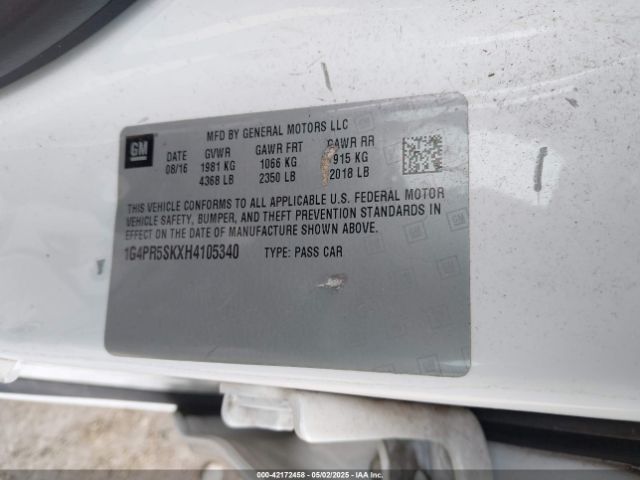 GM
MFD BY GENERAL MOTORS LLC
DATE GVWR GAWR FRT GAWR RR
08/16 1981 KG 1066 KG 915 KG
4368 LB 2350 LB 2018 LB
THIS VEHICLE CONFORMS TO ALL APPLICABLE U.S. FEDERAL MOTOR
VEHICLE SAFETY, BUMPER, AND THEFT PREVENTION STANDARDS IN
EFFECT ON THE DATE OF MANUFACTURE SHOWN ABOVE.
1G4PR5SKXH4105340 TYPE: PASS CAR
000-42172458 - 05/02/2025 - IAAI.COM